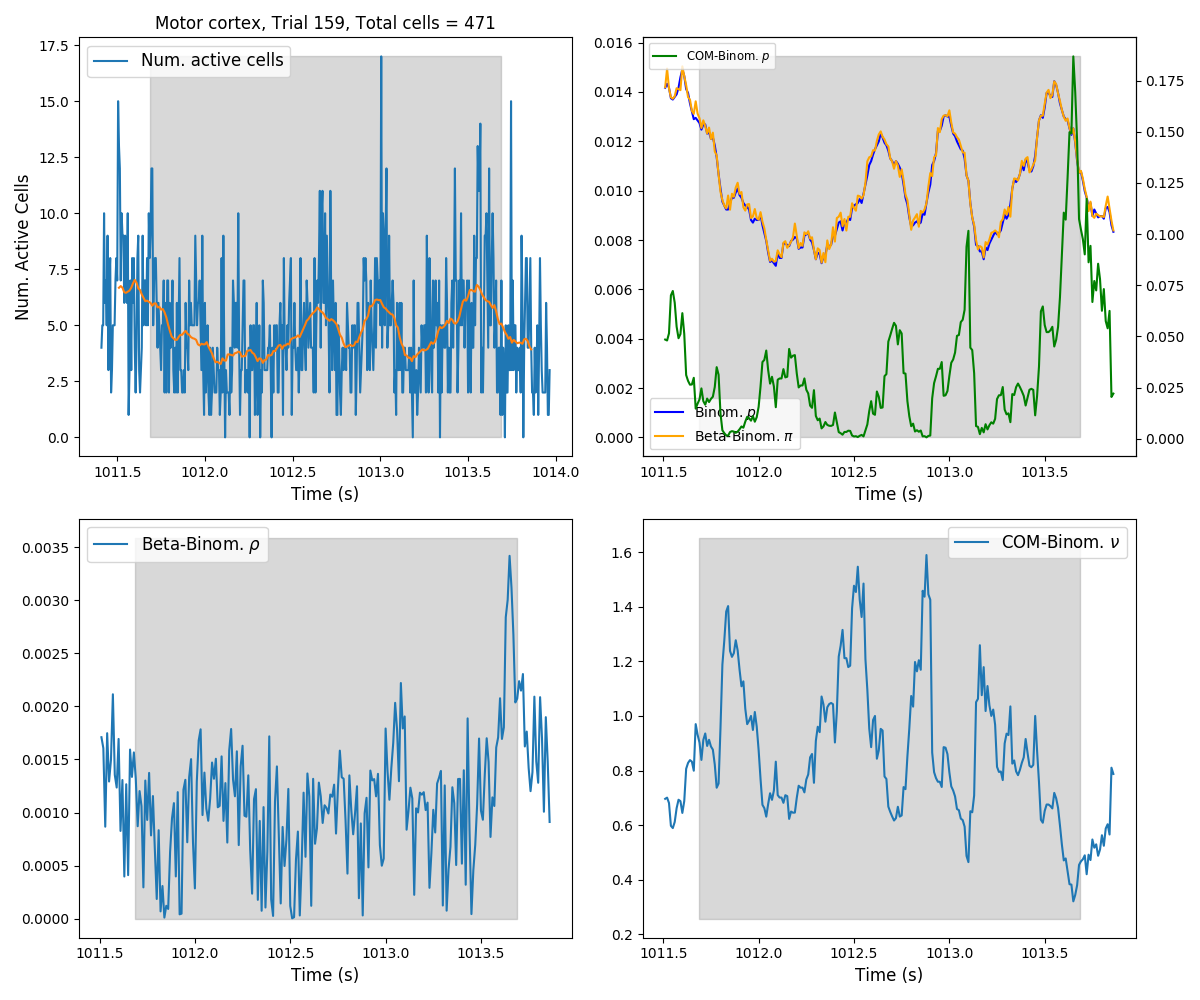 Motor cortex, Trial 159, Total cells = 471
Num. active cells
17.5
15.0
12.5
10.0
7.5
5.0
2.5
0.0
Num. Active Cells
1011.5 1012.0 1012.5 1013.0 1013.5 1014.0
Time (s)
COM-Binom. p
0.016
0.014
0.012
0.010
0.008
0.006
0.004
0.002
0.000
0.175
0.150
0.125
0.100
0.075
0.050
0.025
0.000
Binom. p
Beta-Binom. π
1011.5 1012.0 1012.5 1013.0 1013.5
Time (s)
Beta-Binom. ρ
0.0035
0.0030
0.0025
0.0020
0.0015
0.0010
0.0005
0.0000
1011.5 1012.0 1012.5 1013.0 1013.5
Time (s)
COM-Binom. ν
1.6
1.4
1.2
1.0
0.8
0.6
0.4
0.2
1011.5 1012.0 1012.5 1013.0 1013.5
Time (s)